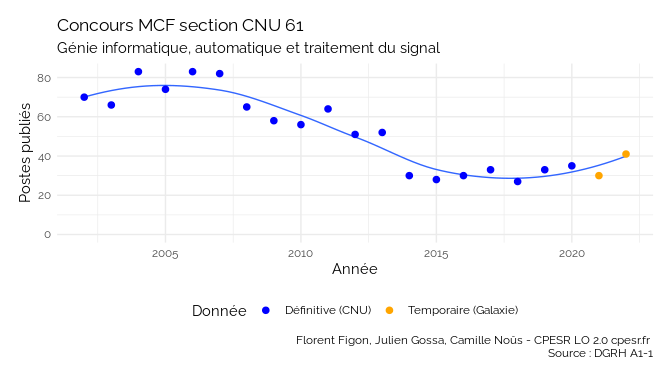 Concours MCF section CNU 61
Génie informatique, automatique et traitement du signal
Postes publiés
80
60
40
20
0
2005 2010 2015 2020
Année
Donnée Définitive (CNU) Temporaire (Galaxie)
Florent Figon, Julien Gossa, Camille Noûs - CPESR LO 2.0 cpesr.fr
Source : DGRH A1-1